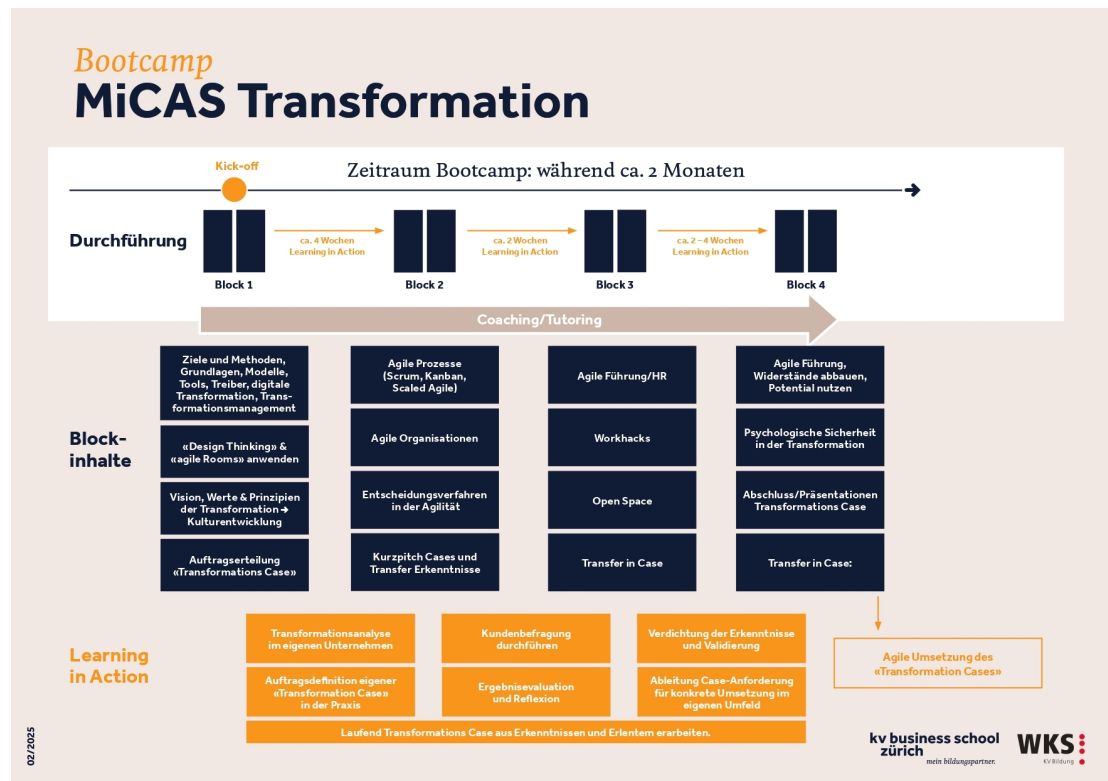 Bootcamp
MiCAS Transformation
Kick-off
Zeitraum Bootcamp: während ca. 2 Monaten
Durchführung
ca. 4 Wochen
Learning in Action
ca. 2 Wochen
Learning in Action
ca. 2 – 4 Wochen
Learning in Action
Block 1
Block 2
Block 3
Block 4
Coaching/Tutoring
Block-
inhalte
Ziele und Methoden,
Grundlagen, Modelle,
Tools, Treiber, digitale
Transformation, Trans-
formationsmanagement
«Design Thinking» &
«agile Rooms» anwenden
Vision, Werte & Prinzipien
der Transformation ➔
Kulturentwicklung
Auftragserteilung
«Transformations Case»
Agile Prozesse
(Scrum, Kanban,
Scaled Agile)
Agile Organisationen
Entscheidungsverfahren
in der Agilität
Kurzpitch Cases und
Transfer Erkenntnisse
Agile Führung/HR
Workhacks
Open Space
Transfer in Case
Agile Führung,
Widerstände abbauen,
Potential nutzen
Psychologische Sicherheit
in der Transformation
Abschluss/Präsentationen
Transformations Case
Transfer in Case:
Learning
in Action
Transformationsanalyse
im eigenen Unternehmen
Auftragsdefinition eigener
«Transformation Case»
in der Praxis
Kundenbefragung
durchführen
Ergebnisevaluation
und Reflexion
Verdichtung der Erkenntnisse
und Validierung
Ableitung Case-Anforderung
für konkrete Umsetzung im
eigenen Umfeld
Laufend Transformations Case aus Erkenntnissen und Erlerntem erarbeiten.
Agile Umsetzung des
«Transformation Cases»
02/2025
kv business school
zürich
mein bildungspartner.
WKS
KV Bildung